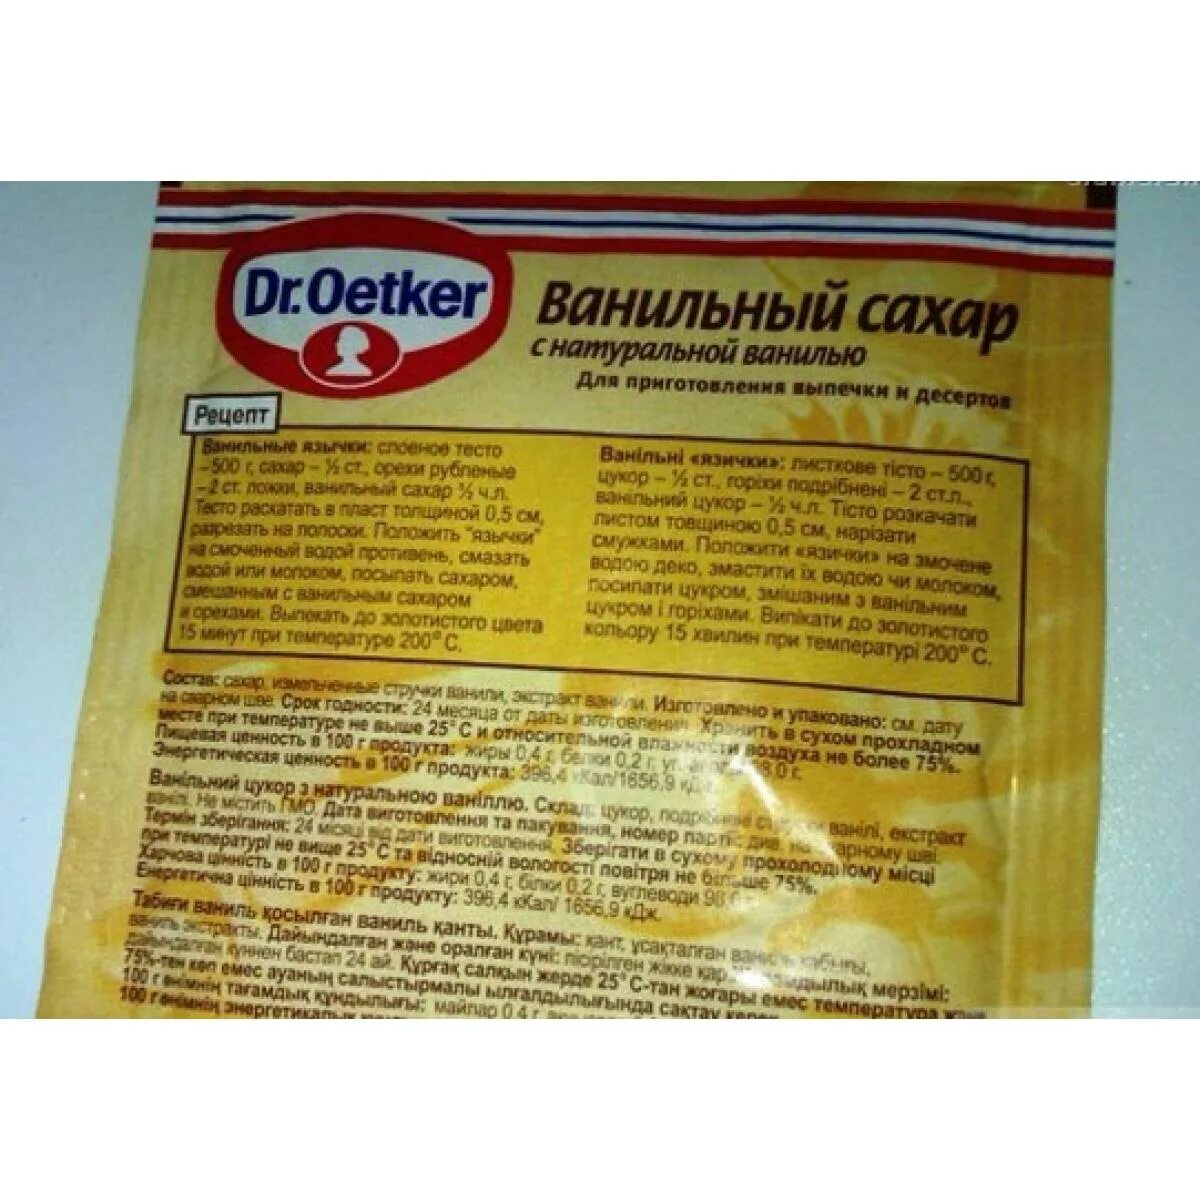 Dr.Oetker
Ванильный сахар
с натуральной ванилью
Для приготовления выпечки и десертов
Рецепт
Ванильные язычки: слоеное тесто
–500 г, сахар – ½ ст., орехи рубленые
–2 ст. ложки, ванильный сахар ½ ч.л.
Тесто раскатать в пласт толщиной 0,5 см,
разрезать на полоски. Положить "язычки"
на смоченный водой противень, смазать
водой или молоком, посыпать сахаром,
смешанным с ванильным сахаром
и орехами. Выпекать до золотистого цвета
15 минут при температуре 200° С.
Ванільні «язички»: листкове тісто – 500 г,
цукор – ½ ст., горіхи подрібнені – 2 ст.л.,
ванільний цукор – ½ ч.л. Тісто розкачати
листом товщиною 0,5 см, нарізати
смужками. Положити «язички» на змочене
водою деко, змастити їх водою чи молоком,
посипати цукром, змішаним з ванільним
цукром і горіхами. Випікати до золотистого
кольору 15 хвилин при температурі 200° С.
Состав: сахар, измельченные стручки ванили, экстракт ванили. Изготовлено и упаковано: см. дату
на сварном шве. Срок годности: 24 месяца от даты изготовления. Хранить в сухом прохладном
месте при температуре не выше 25° С и относительной влажности воздуха не более 75%.
Пищевая ценность в 100 г продукта: жиры 0,4 г, белки 0,2 г,
Энергетическая ценность в 100 г продукта: 396,4 кКал/1656,9 кДж.
Ванільний цукор з натуральною ваніллю. Склад: цукор, подрібнені стручки ванілі, екстракт
ванілі. Не містить ГМО. Дата виготовлення та пакування, номер партії: див. на зварному шві.
Термін зберігання: 24 місяці від дати виготовлення. Зберігати в сухому прохолодному місці
при температурі не вище 25° С та відносній вологості повітря не більше 75%.
Харчова цінність в 100 г продукту: жири 0,4 г, білки 0,2 г, вуглеводи
Енергетична цінність в 100 г продукту: 396,4 кКал/ 1656,9 кДж.
Табиғи ваниль қосылған ваниль қанты. Құрамы: қант, ұсақталған ваниль қабығы,
ваниль экстракты. Дайындалған және оралған күні: пісірілген жікке мерзімі:
дайындалған күннен бастап 24 ай. Құрғақ салқын жерде 25° С-тан жоғары емес температура және
75%-тен көп емес ауаның салыстырмалы ылғалдылығында сақтау керек.
100 г өнімнің тағамдық құндылығы: майлар 0,4 г,
100 г өнімнің энергетикалық